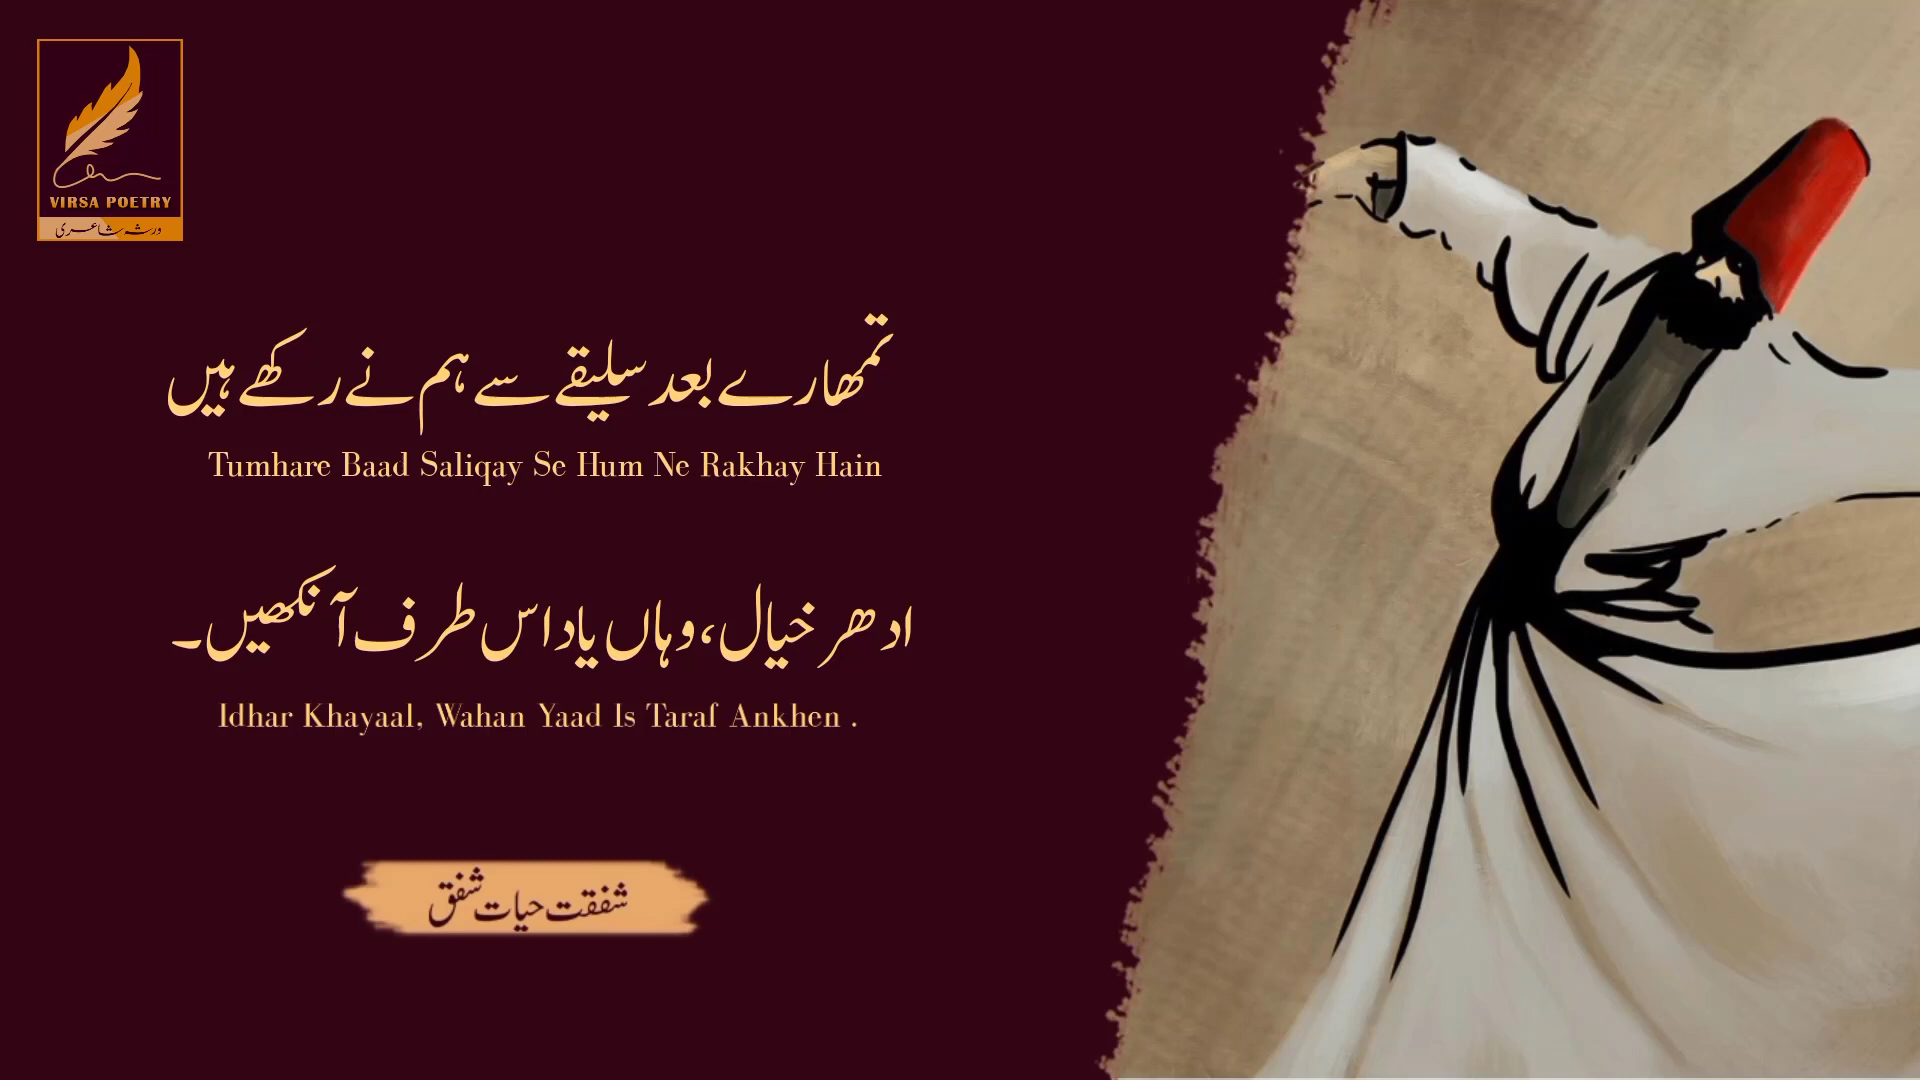 VIRSA POETRY
ورثہ شاعری
تمھارے بعد سلیقے سے ہم نے رکھے ہیں
Tumhare Baad Saliqay Se Hum Ne Rakhay Hain
ادھر خیال، وہاں یاد اس طرف آنکھیں۔
Idhar Khayaal, Wahan Yaad Is Taraf Ankhen .
شفقت حیات شفق